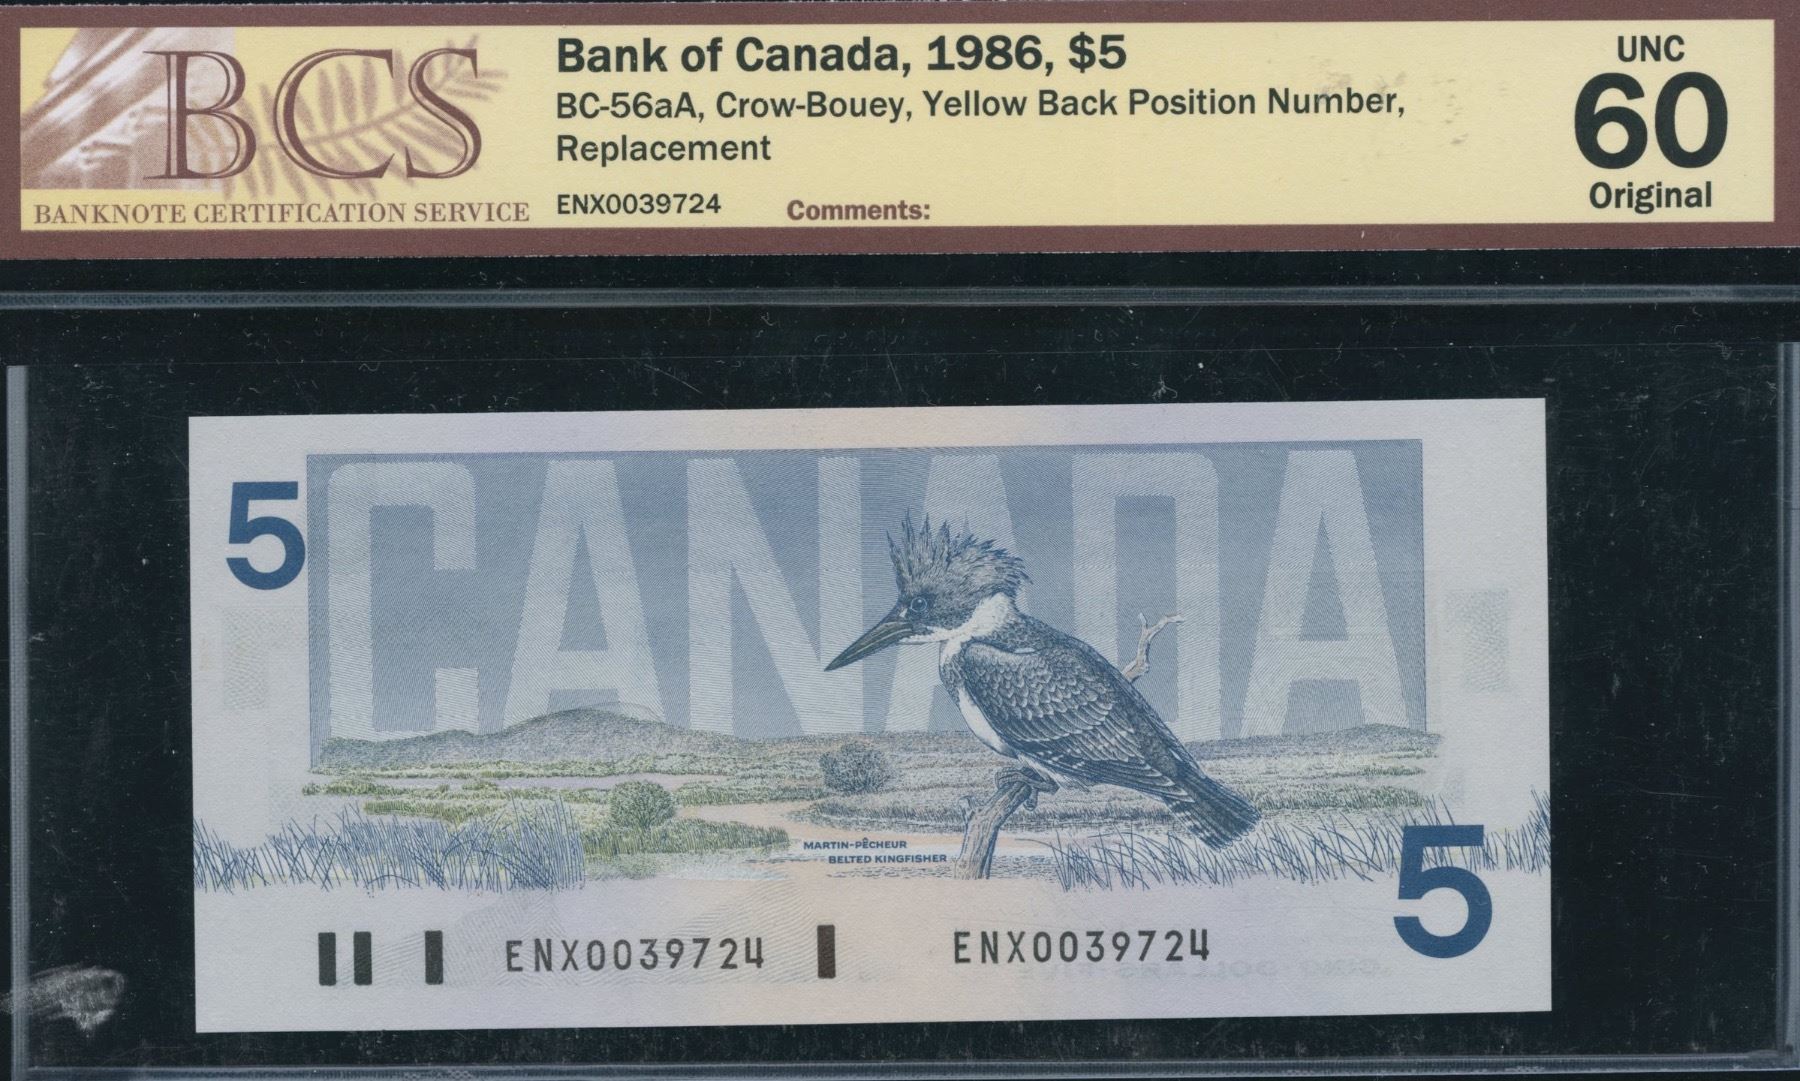 BCS
BANKNOTE CERTIFICATION SERVICE
Bank of Canada, 1986, $5
BC-56aA, Crow-Bouey, Yellow Back Position Number,
Replacement
ENX0039724
Comments:
UNC
60
Original
5
CANADA
MARTIN-PÊCHEUR
BELTED KINGFISHER
5
ENX0039724
ENX0039724